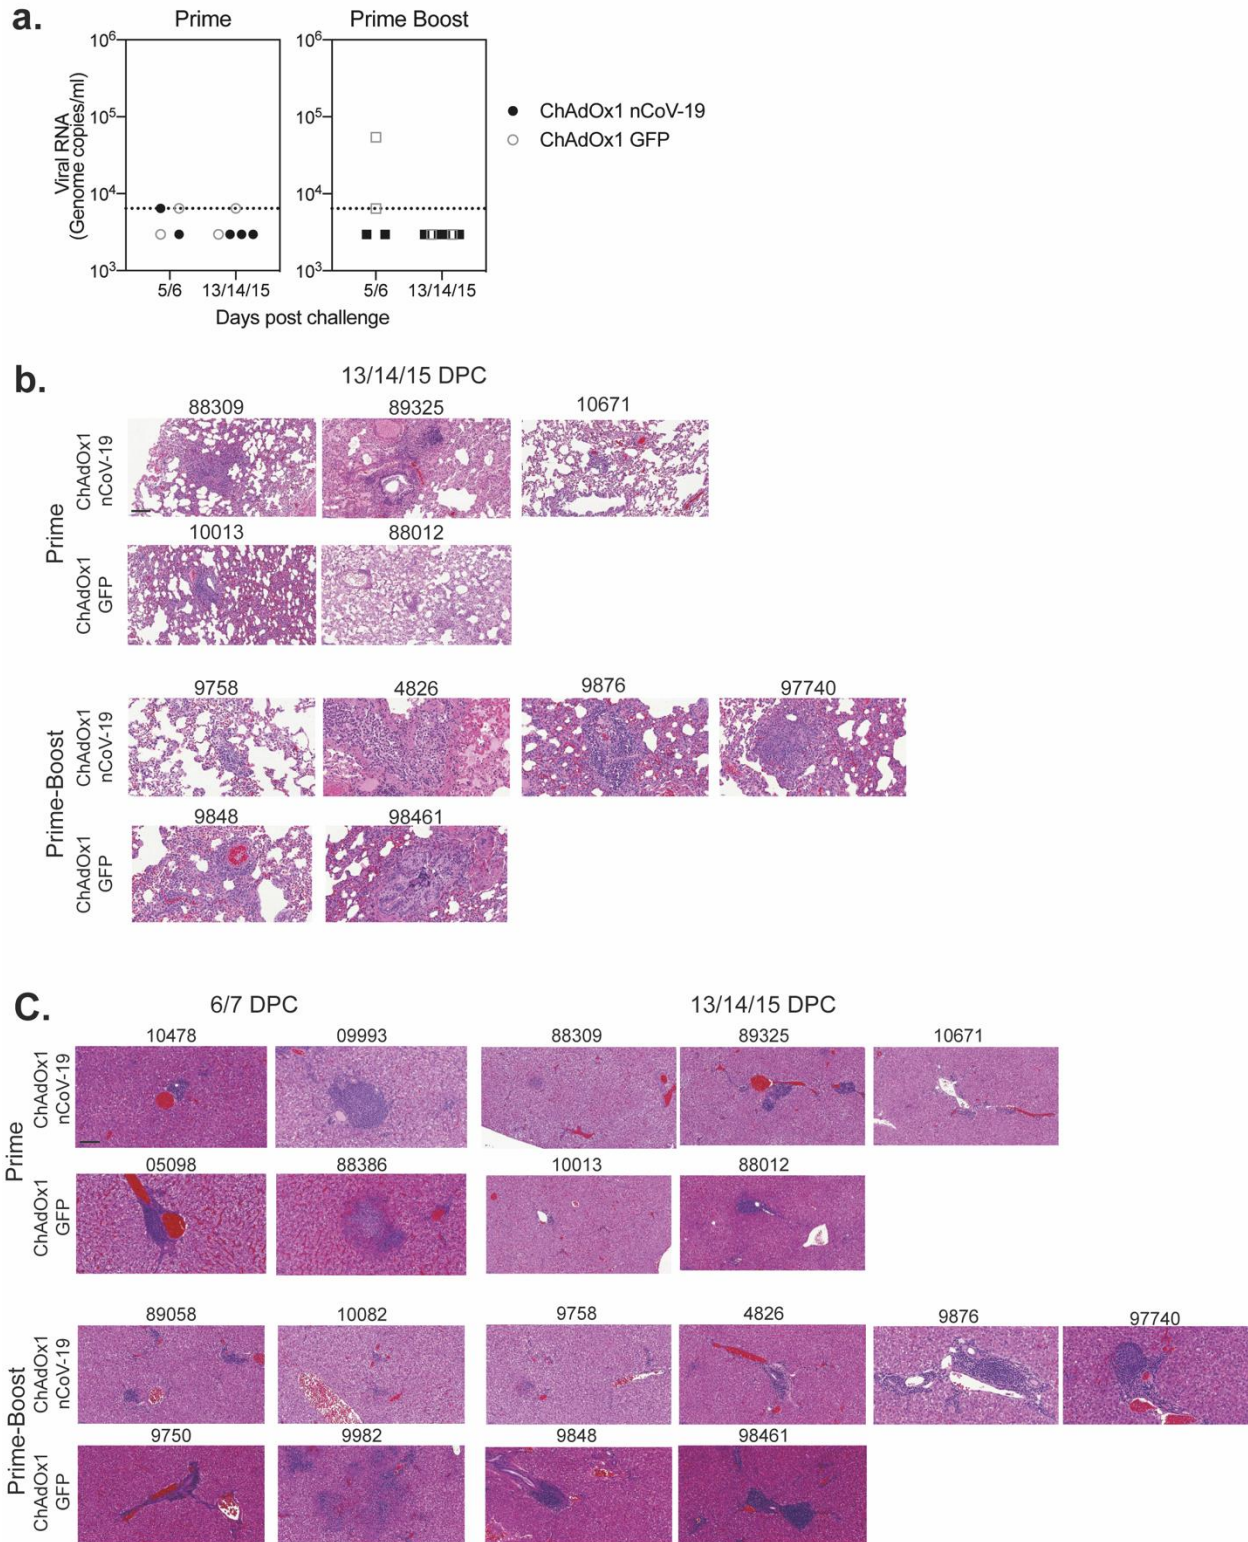 a.
Prime
Prime Boost
10⁶
10⁵
10⁴
10³
Viral RNA
(Genome copies/ml)
10⁶
10⁵
10⁴
10³
ChAdOx1 nCoV-19
ChAdOx1 GFP
5/6 13/14/15
5/6 13/14/15
Days post challenge
b.
13/14/15 DPC
Prime
ChAdOx1
nCoV-19
88309 89325 10671
ChAdOx1
GFP
10013 88012
Prime-Boost
ChAdOx1
nCoV-19
9758 4826 9876 97740
ChAdOx1
GFP
9848 98461
C.
6/7 DPC 13/14/15 DPC
Prime
ChAdOx1
nCoV-19
10478 09993 88309 89325 10671
ChAdOx1
GFP
05098 88386 10013 88012
Prime-Boost
ChAdOx1
nCoV-19
89058 10082 9758 4826 9876 97740
ChAdOx1
GFP
9750 9982 9848 98461